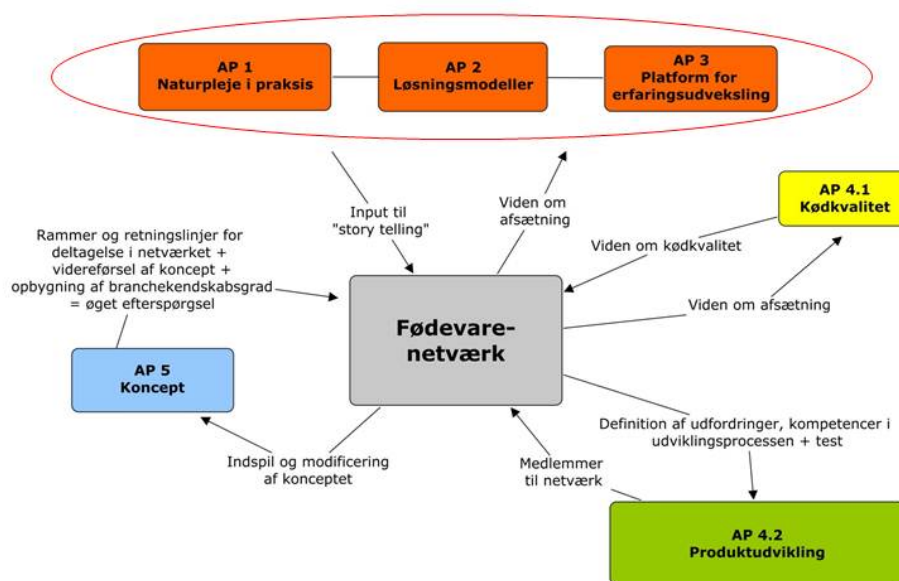 AP 1
Naturpleje i praksis
AP 2
Løsningsmodeller
AP 3
Platform for
erfaringsudveksling
Input til
"story telling"
Viden om
afsætning
AP 4.1
Kødkvalitet
Viden om kødkvalitet
Viden om afsætning
Rammer og retningslinjer for
deltagelse i netværket +
videreførsel af koncept +
opbygning af branchekendskabsgrad
= øget efterspørgsel
Fødevare-
netværk
AP 5
Koncept
Indspil og modificering
af konceptet
Definition af udfordringer, kompetencer i
udviklingsprocessen + test
Medlemmer
til netværk
AP 4.2
Produktudvikling